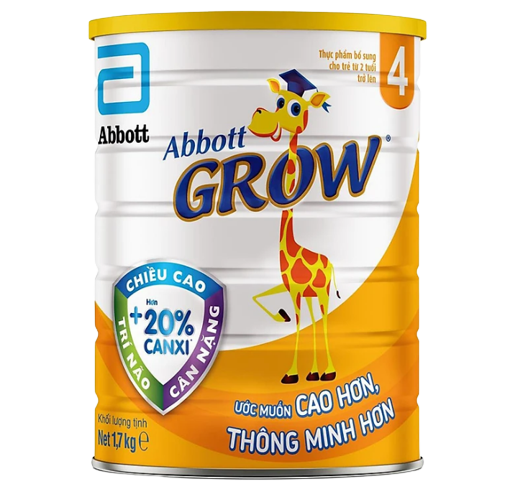 Abbott
Thực phẩm bổ sung
cho trẻ từ 2 tuổi
trở lên
4
Abbott
GROW®
CHIỀU CAO
TRÍ NÃO
CÂN NẶNG
Hơn
+20%
CANXI
ƯỚC MUỐN CAO HƠN,
THÔNG MINH HƠN
Khối lượng tịnh
Net 1,7 kg ℮